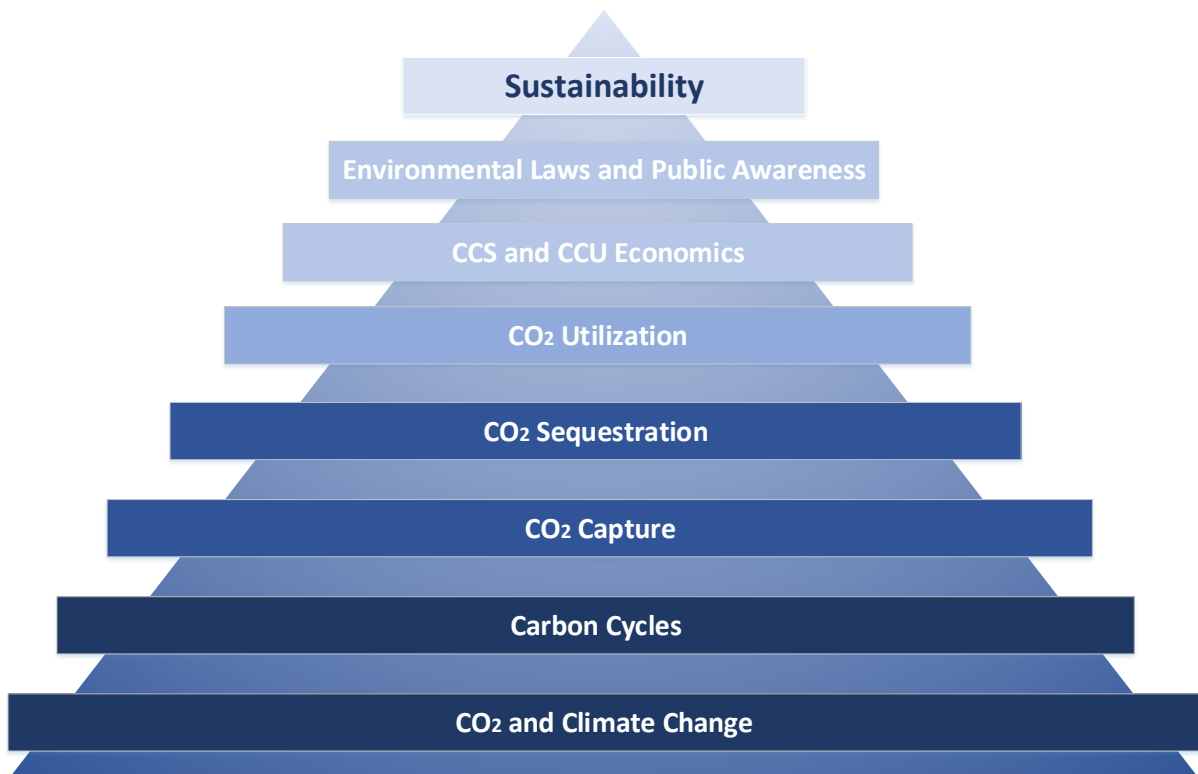 Sustainability
Environmental Laws and Public Awareness
CCS and CCU Economics
CO₂ Utilization
CO₂ Sequestration
CO₂ Capture
Carbon Cycles
CO₂ and Climate Change